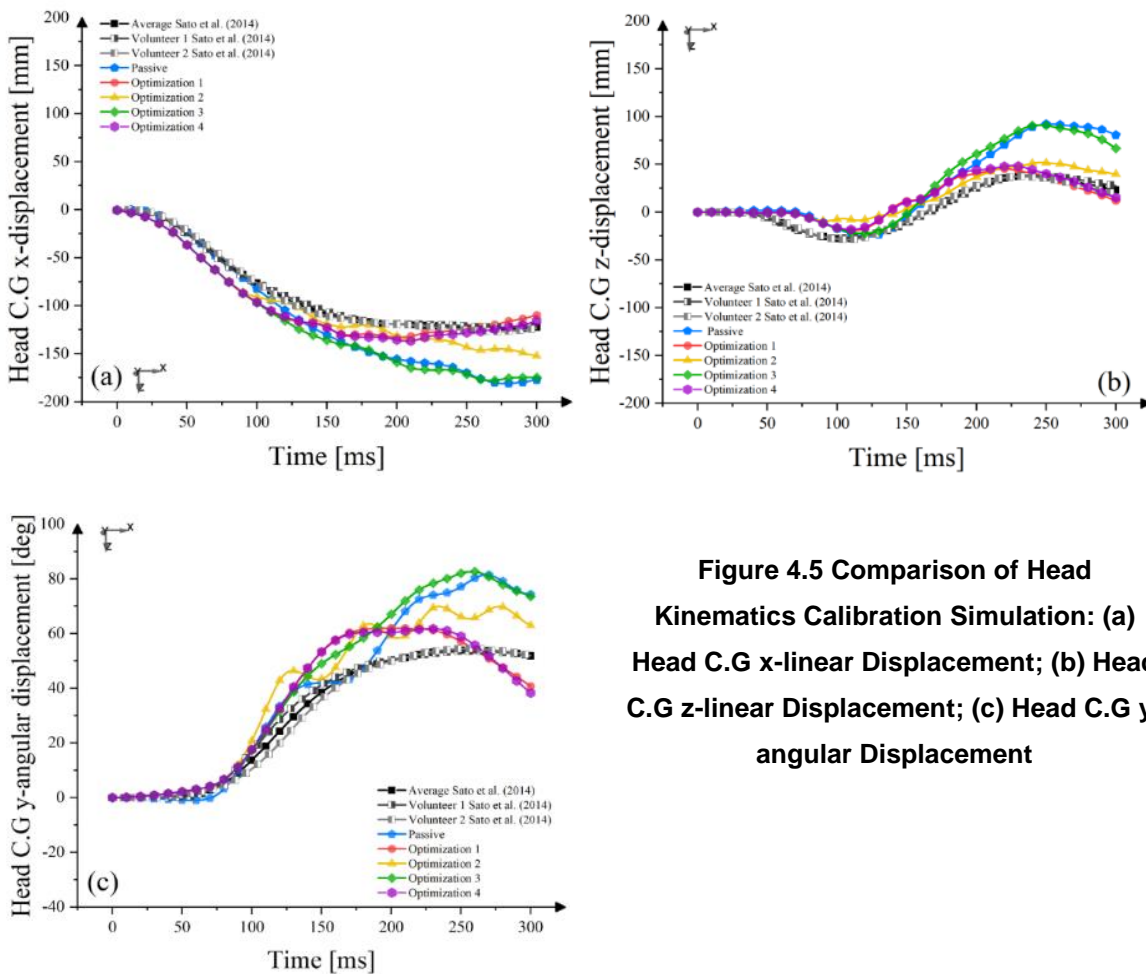 200
150
100
50
0
-50
-100
-150
-200
Head C.G x-displacement [mm]
Average Sato et al. (2014)
Volunteer 1 Sato et al. (2014)
Volunteer 2 Sato et al. (2014)
Passive
Optimization 1
Optimization 2
Optimization 3
Optimization 4
(a)
X
Z
0 50 100 150 200 250 300
Time [ms]
200
150
100
50
0
-50
-100
-150
-200
Head C.G z-displacement [mm]
X
Z
Average Sato et al. (2014)
Volunteer 1 Sato et al. (2014)
Volunteer 2 Sato et al. (2014)
Passive
Optimization 1
Optimization 2
Optimization 3
Optimization 4
(b)
0 50 100 150 200 250 300
Time [ms]
100
80
60
40
20
0
-20
-40
Head C.G y-angular displacement [deg]
X
Z
Average Sato et al. (2014)
Volunteer 1 Sato et al. (2014)
Volunteer 2 Sato et al. (2014)
Passive
Optimization 1
Optimization 2
Optimization 3
Optimization 4
(c)
0 50 100 150 200 250 300
Time [ms]
Figure 4.5 Comparison of Head
Kinematics Calibration Simulation: (a)
Head C.G x-linear Displacement; (b) Head
C.G z-linear Displacement; (c) Head C.G y
angular Displacement